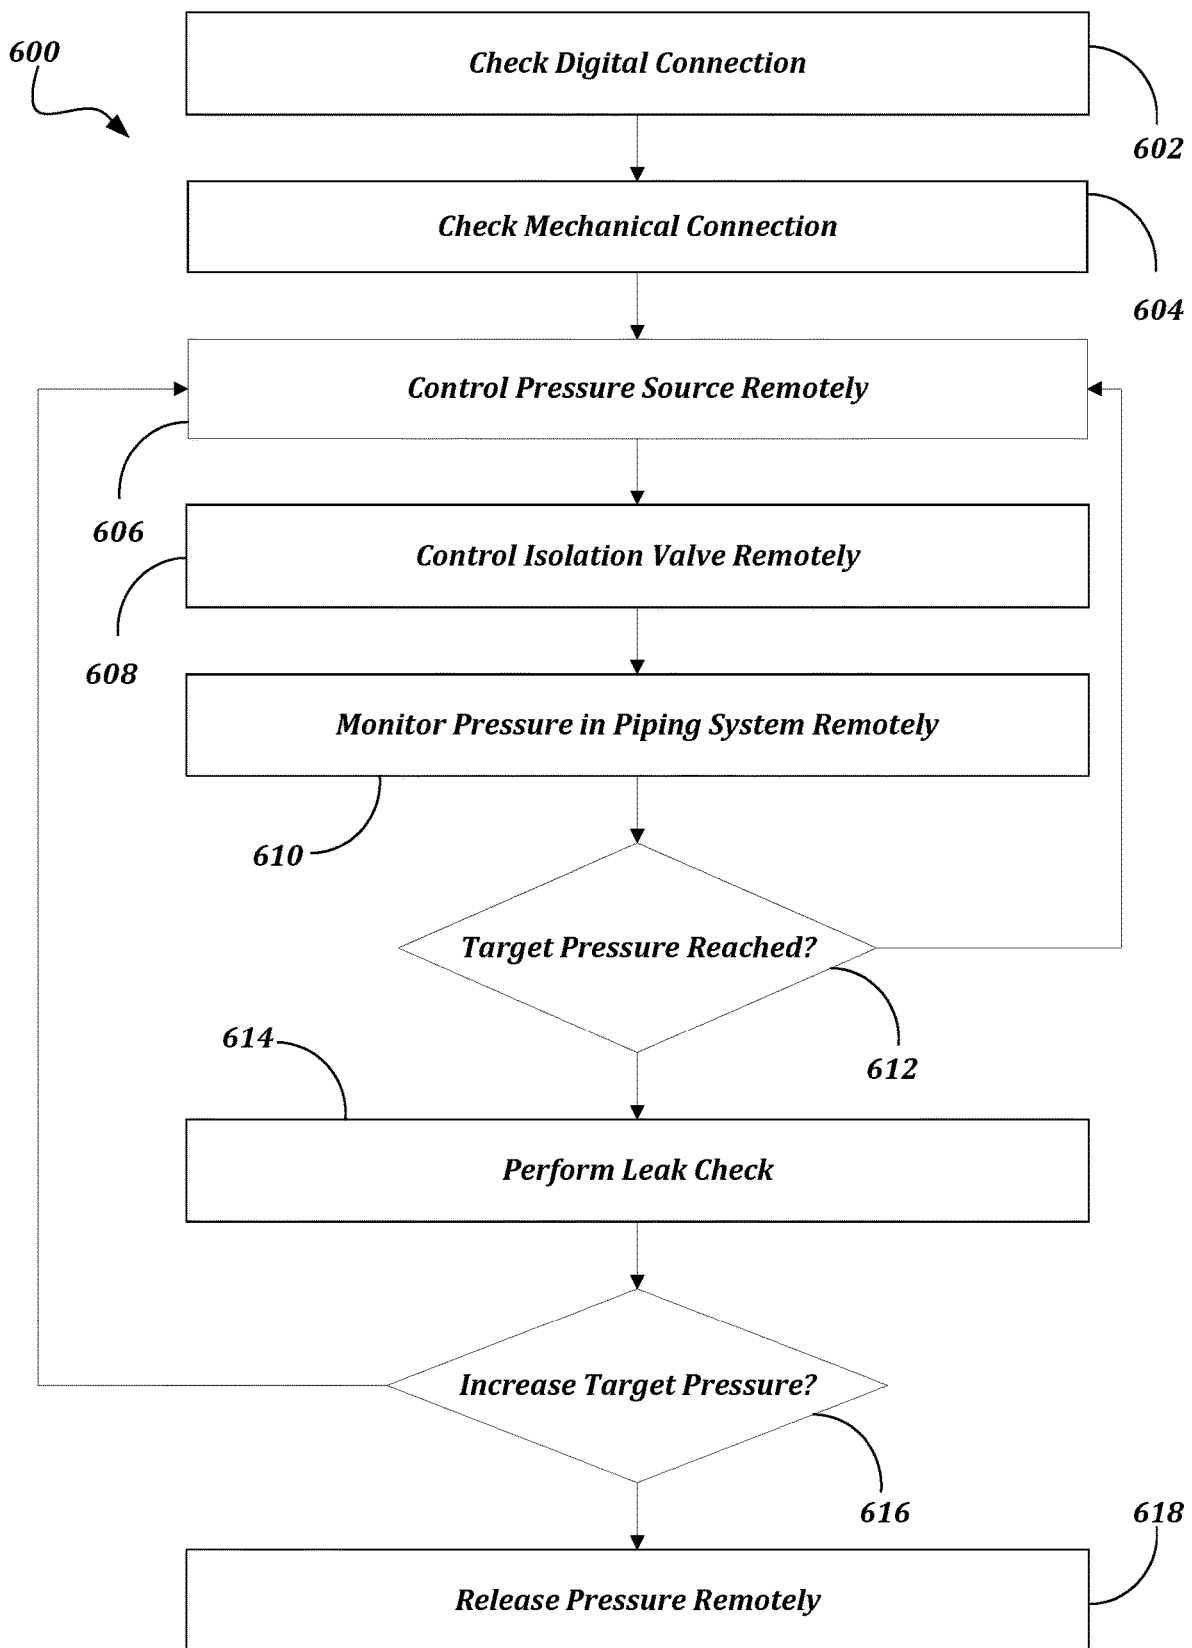 600
Check Digital Connection
602
Check Mechanical Connection
604
Control Pressure Source Remotely
606
Control Isolation Valve Remotely
608
Monitor Pressure in Piping System Remotely
610
Target Pressure Reached?
612
614
Perform Leak Check
Increase Target Pressure?
616
618
Release Pressure Remotely